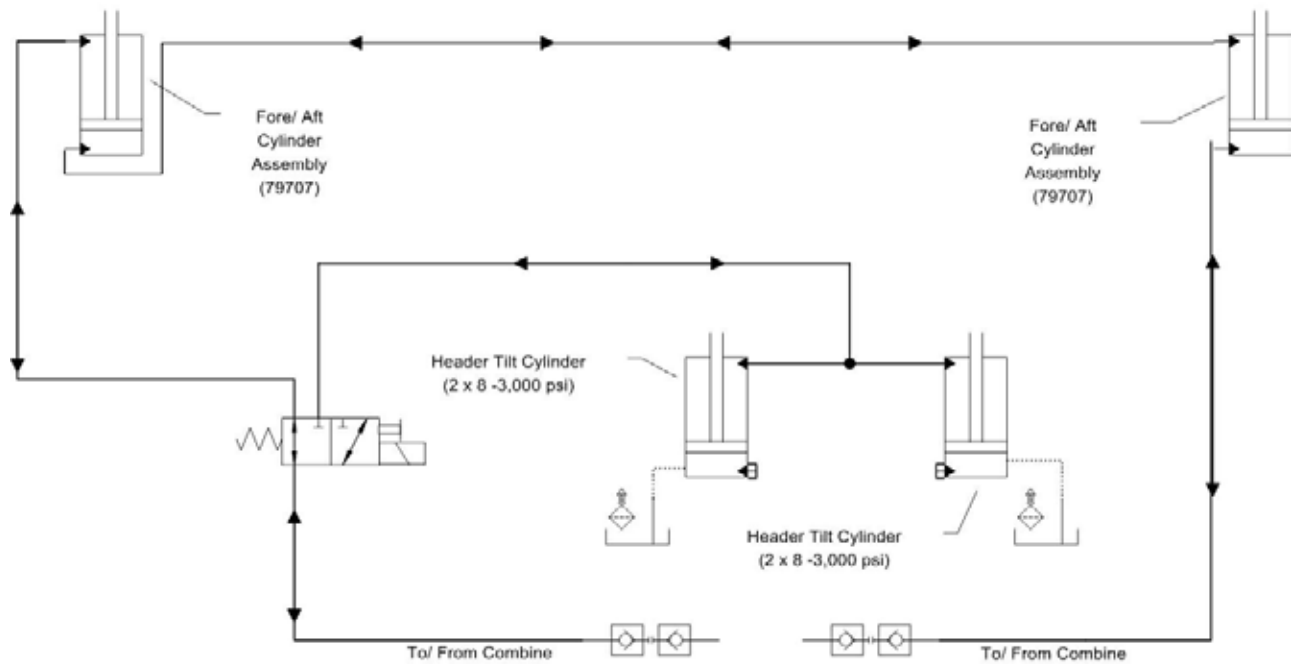 Fore/ Aft
Cylinder
Assembly
(79707)
Fore/ Aft
Cylinder
Assembly
(79707)
Header Tilt Cylinder
(2 x 8 -3,000 psi)
Header Tilt Cylinder
(2 x 8 -3,000 psi)
To/ From Combine
To/ From Combine